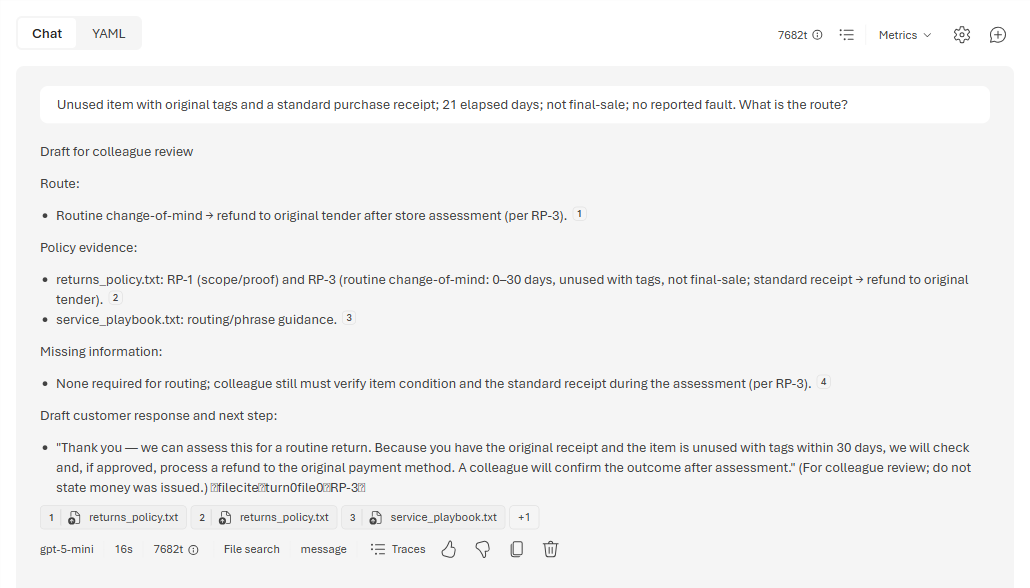 Chat YAML 7682t Metrics
Unused item with original tags and a standard purchase receipt; 21 elapsed days; not final-sale; no reported fault. What is the route?
Draft for colleague review
Route:
• Routine change-of-mind → refund to original tender after store assessment (per RP-3). 1
Policy evidence:
• returns_policy.txt: RP-1 (scope/proof) and RP-3 (routine change-of-mind: 0–30 days, unused with tags, not final-sale; standard receipt → refund to original
tender). 2
• service_playbook.txt: routing/phrase guidance. 3
Missing information:
• None required for routing; colleague still must verify item condition and the standard receipt during the assessment (per RP-3). 4
Draft customer response and next step:
• "Thank you — we can assess this for a routine return. Because you have the original receipt and the item is unused with tags within 30 days, we will check
and, if approved, process a refund to the original payment method. A colleague will confirm the outcome after assessment." (For colleague review; do not
state money was issued.) filecite turn0file0 RP-3
1 returns_policy.txt 2 returns_policy.txt 3 service_playbook.txt +1
gpt-5-mini 16s 7682t File search message Traces